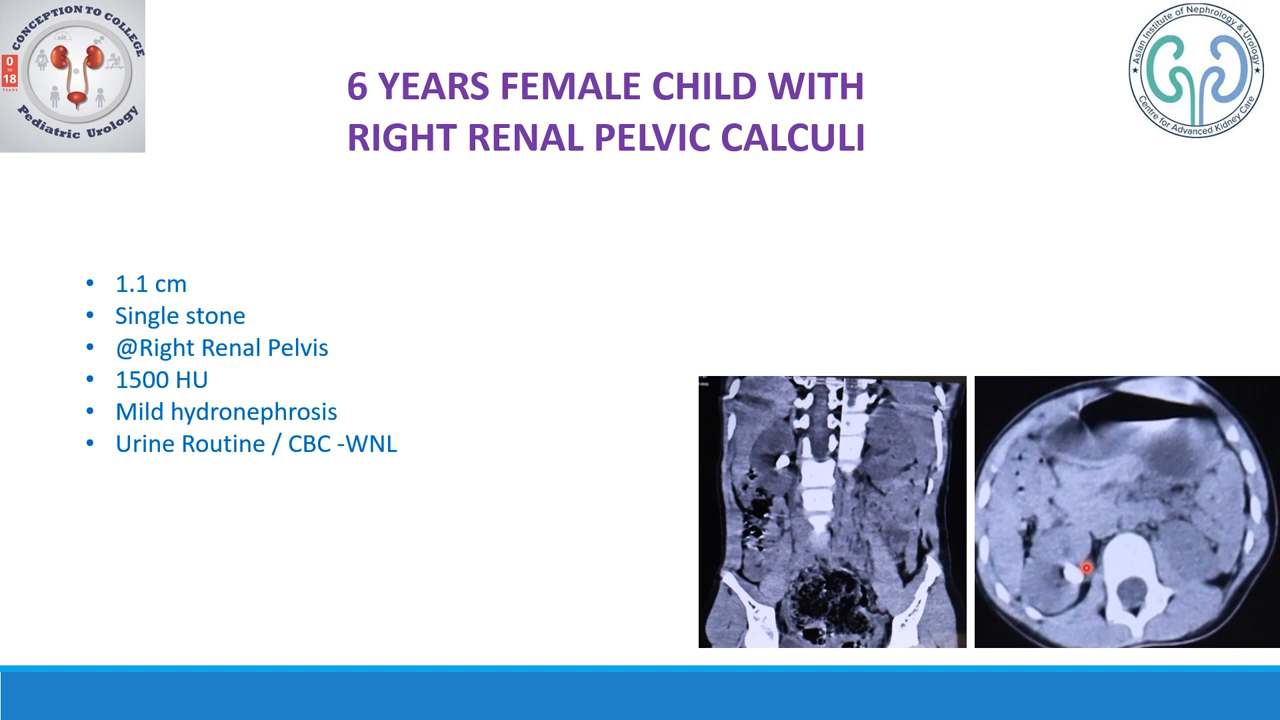 CONCEPTION TO COLLEGE
0
TO
18
YEARS
Pediatric Urology
Asian Institute of Nephrology & Urology
Centre for Advanced Kidney Care
6 YEARS FEMALE CHILD WITH
RIGHT RENAL PELVIC CALCULI
• 1.1 cm
• Single stone
• @Right Renal Pelvis
• 1500 HU
• Mild hydronephrosis
• Urine Routine / CBC -WNL